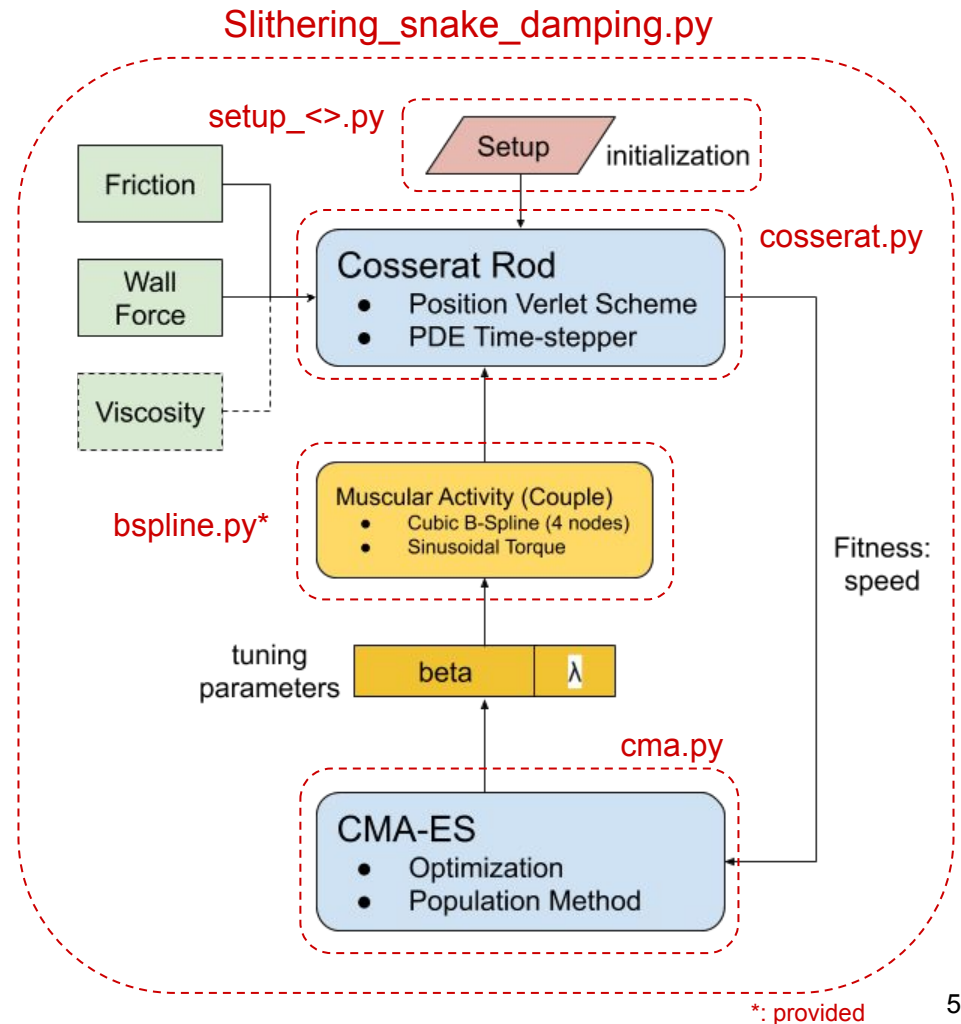 Slithering_snake_damping.py
setup_<>.py
Setup
initialization
Friction
cosserat.py
Cosserat Rod
● Position Verlet Scheme
● PDE Time-stepper
Wall
Force
Viscosity
bspline.py*
Muscular Activity (Couple)
● Cubic B-Spline (4 nodes)
● Sinusoidal Torque
Fitness:
speed
tuning
parameters
beta
λ
cma.py
CMA-ES
● Optimization
● Population Method
*: provided
5